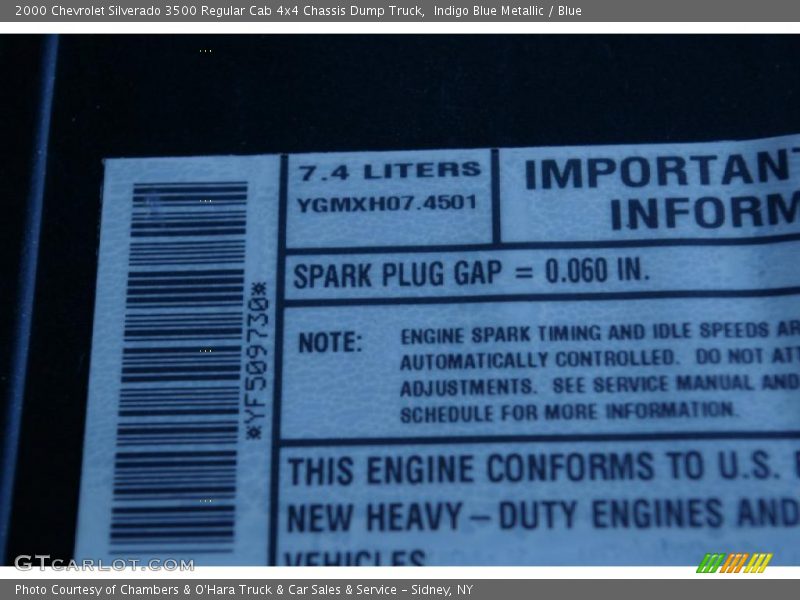 2000 Chevrolet Silverado 3500 Regular Cab 4x4 Chassis Dump Truck,  Indigo Blue Metallic / Blue
7.4 LITERS
YGMXH07.4501
IMPORTANT
INFORM
SPARK PLUG GAP = 0.060 IN.
*YF509730*
NOTE: ENGINE SPARK TIMING AND IDLE SPEEDS AR
AUTOMATICALLY CONTROLLED. DO NOT ATT
ADJUSTMENTS. SEE SERVICE MANUAL AND
SCHEDULE FOR MORE INFORMATION.
THIS ENGINE CONFORMS TO U.S.
NEW HEAVY-DUTY ENGINES AND
VEHICLES
GTCARLOT.COM
Photo Courtesy of Chambers & O'Hara Truck & Car Sales & Service - Sidney, NY